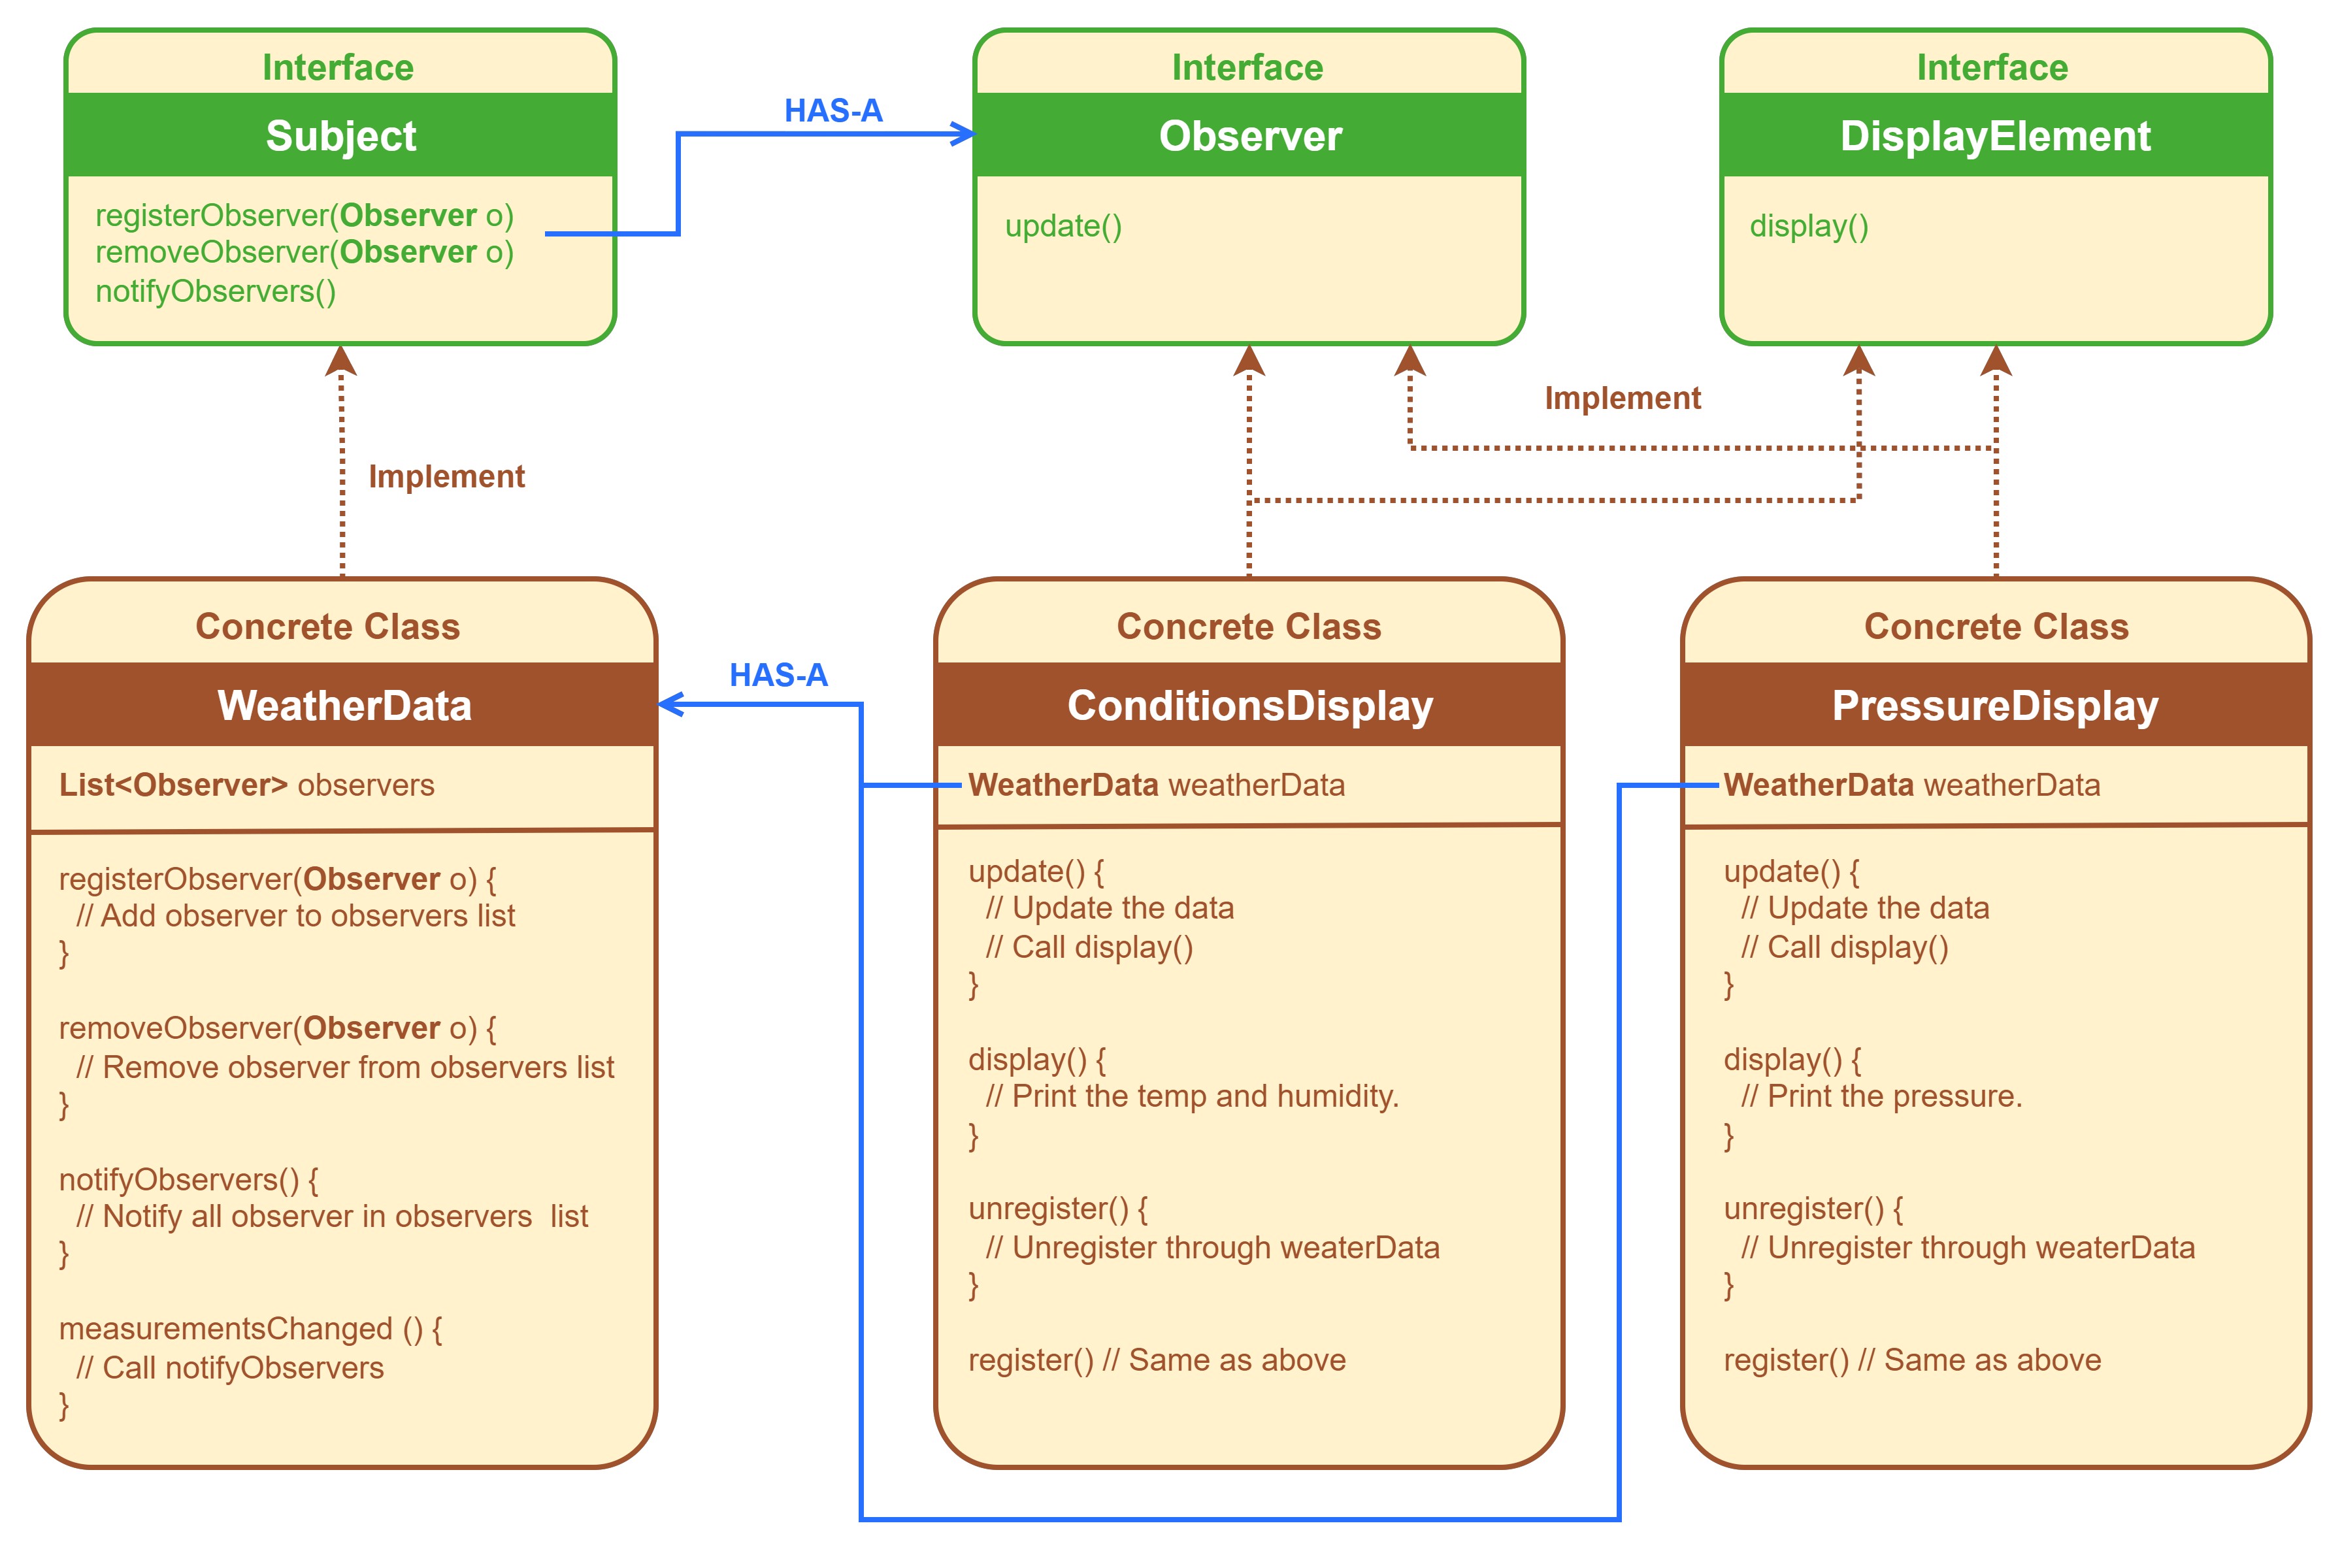 Interface
Subject
registerObserver(Observer o)
removeObserver(Observer o)
notifyObservers()
HAS-A
Interface
Observer
update()
Interface
DisplayElement
display()
Implement
Implement
Concrete Class
WeatherData
List<Observer> observers
registerObserver(Observer o) {
// Add observer to observers list
}
removeObserver(Observer o) {
// Remove observer from observers list
}
notifyObservers() {
// Notify all observer in observers  list
}
measurementsChanged () {
// Call notifyObservers
}
HAS-A
Concrete Class
ConditionsDisplay
WeatherData weatherData
update() {
// Update the data
// Call display()
}
display() {
// Print the temp and humidity.
}
unregister() {
// Unregister through weaterData
}
register() // Same as above
Concrete Class
PressureDisplay
WeatherData weatherData
update() {
// Update the data
// Call display()
}
display() {
// Print the pressure.
}
unregister() {
// Unregister through weaterData
}
register() // Same as above